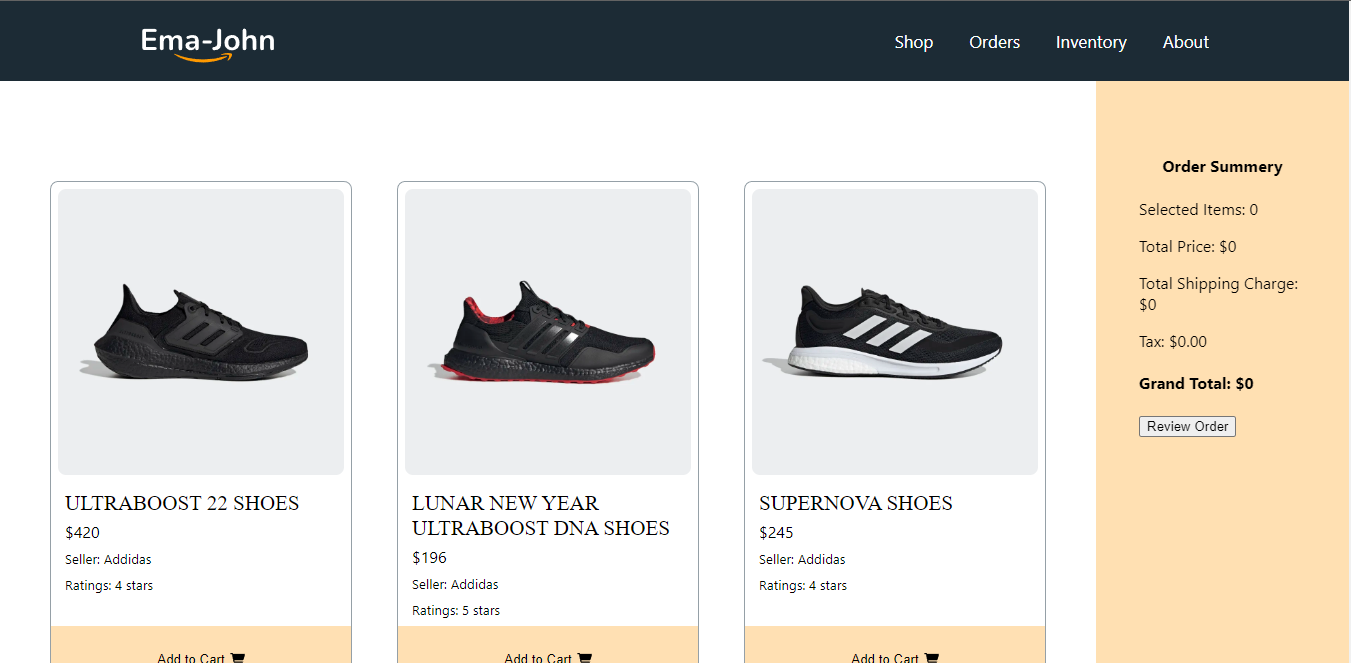 Ema-John
Shop Orders Inventory About
Order Summery
Selected Items: 0
Total Price: $0
Total Shipping Charge:
$0
Tax: $0.00
Grand Total: $0
Review Order
ULTRABOOST 22 SHOES
$420
Seller: Addidas
Ratings: 4 stars
Add to Cart
LUNAR NEW YEAR
ULTRABOOST DNA SHOES
$196
Seller: Addidas
Ratings: 5 stars
Add to Cart
SUPERNOVA SHOES
$245
Seller: Addidas
Ratings: 4 stars
Add to Cart